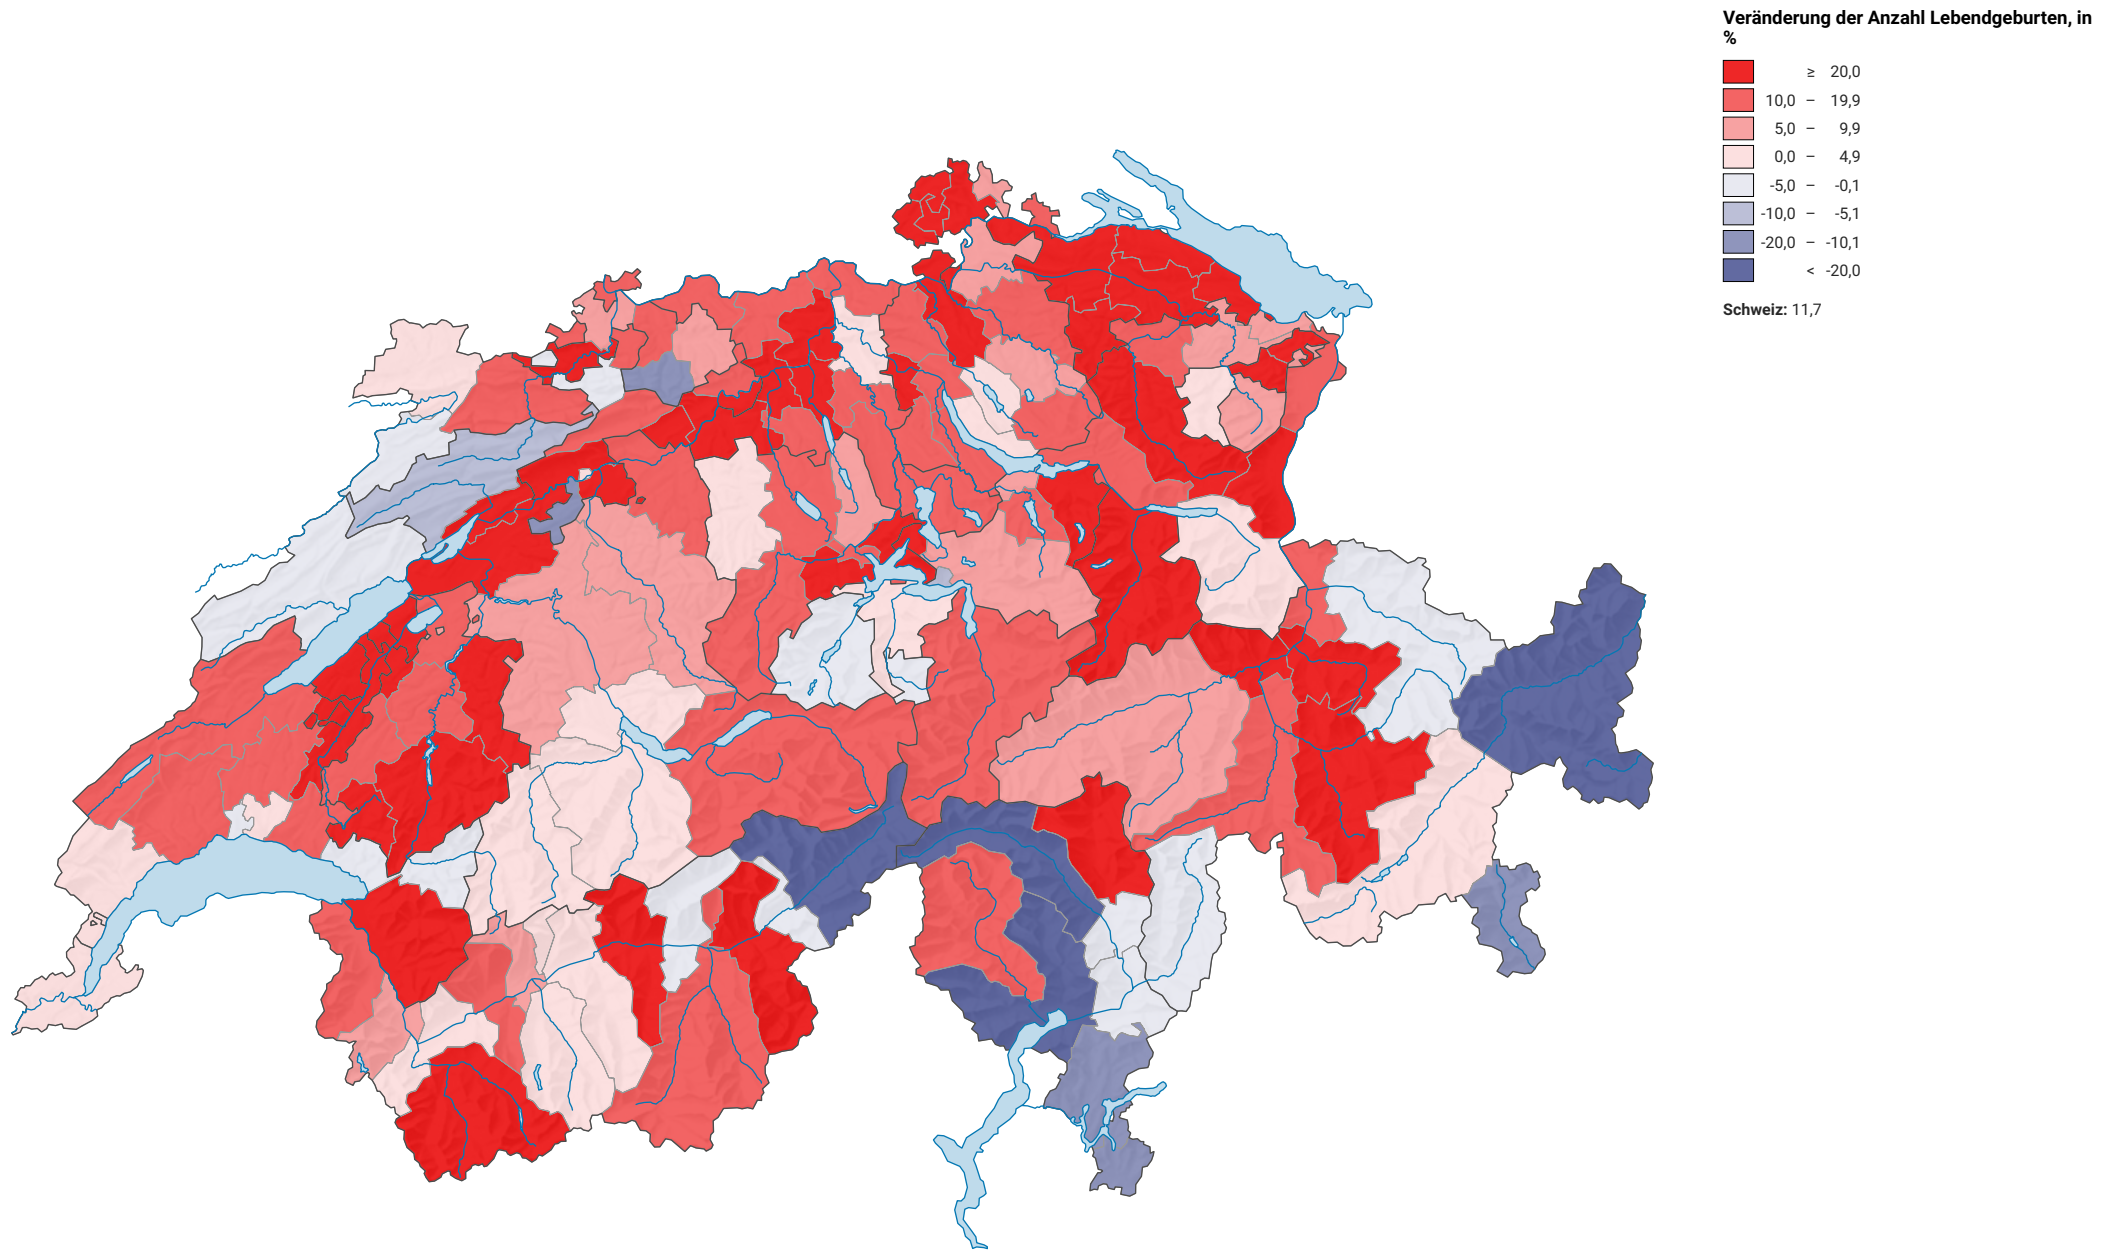 Veränderung der Anzahl Lebendgeburten, in
%
≥ 20,0
10,0 – 19,9
5,0 – 9,9
0,0 – 4,9
-5,0 – -0,1
-10,0 – -5,1
-20,0 – -10,1
< -20,0
Schweiz: 11,7